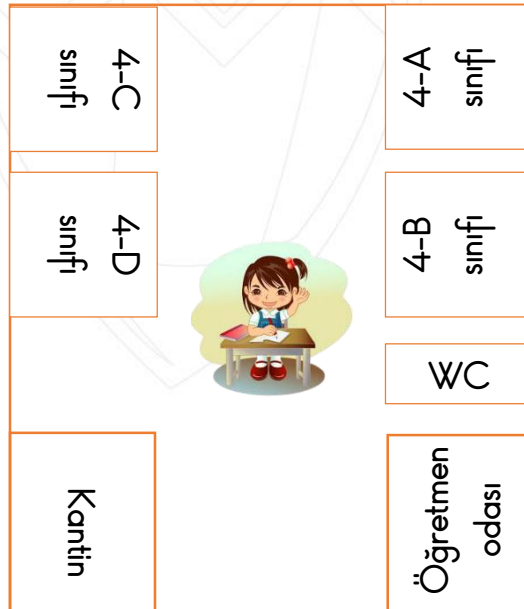 4-C
sınıfı
4-A
sınıfı
4-D
sınıfı
4-B
sınıfı
WC
Kantin
Öğretmen
odası